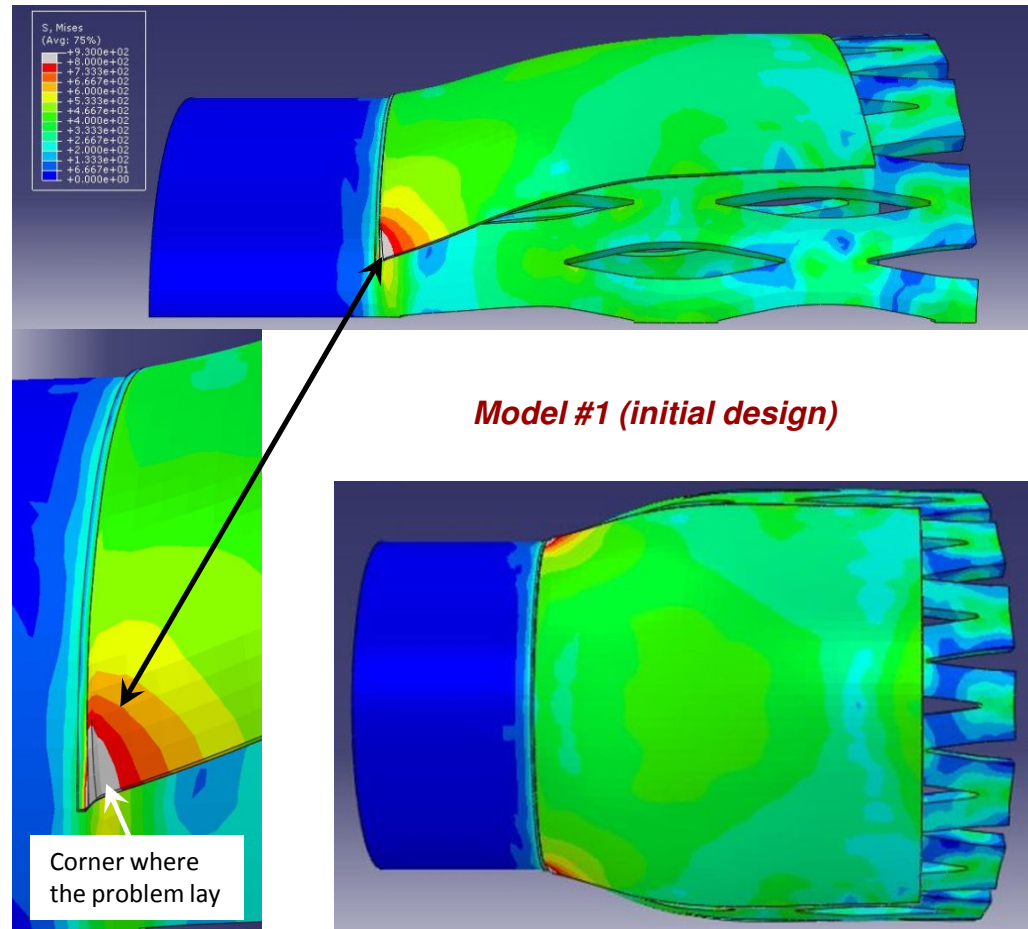 S, Mises
(Avg: 75%)
+9.300e+02
+8.000e+02
+7.333e+02
+6.667e+02
+6.000e+02
+5.333e+02
+4.667e+02
+4.000e+02
+3.333e+02
+2.667e+02
+2.000e+02
+1.333e+02
+6.667e+01
+0.000e+00
Model #1 (initial design)
Corner where
the problem lay